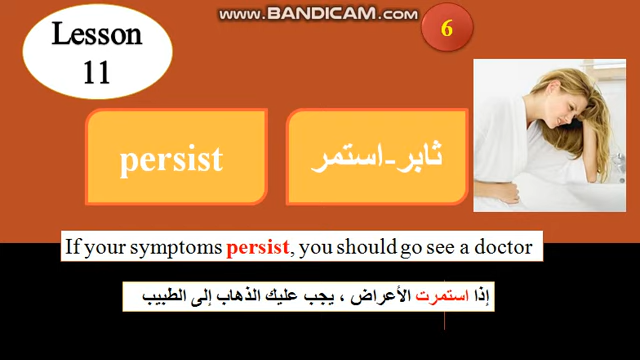 www.BANDICAM.com
Lesson
11
6
persist
ثابر-استمر
If your symptoms persist, you should go see a doctor
إذا استمرت الأعراض ، يجب عليك الذهاب إلى الطبيب